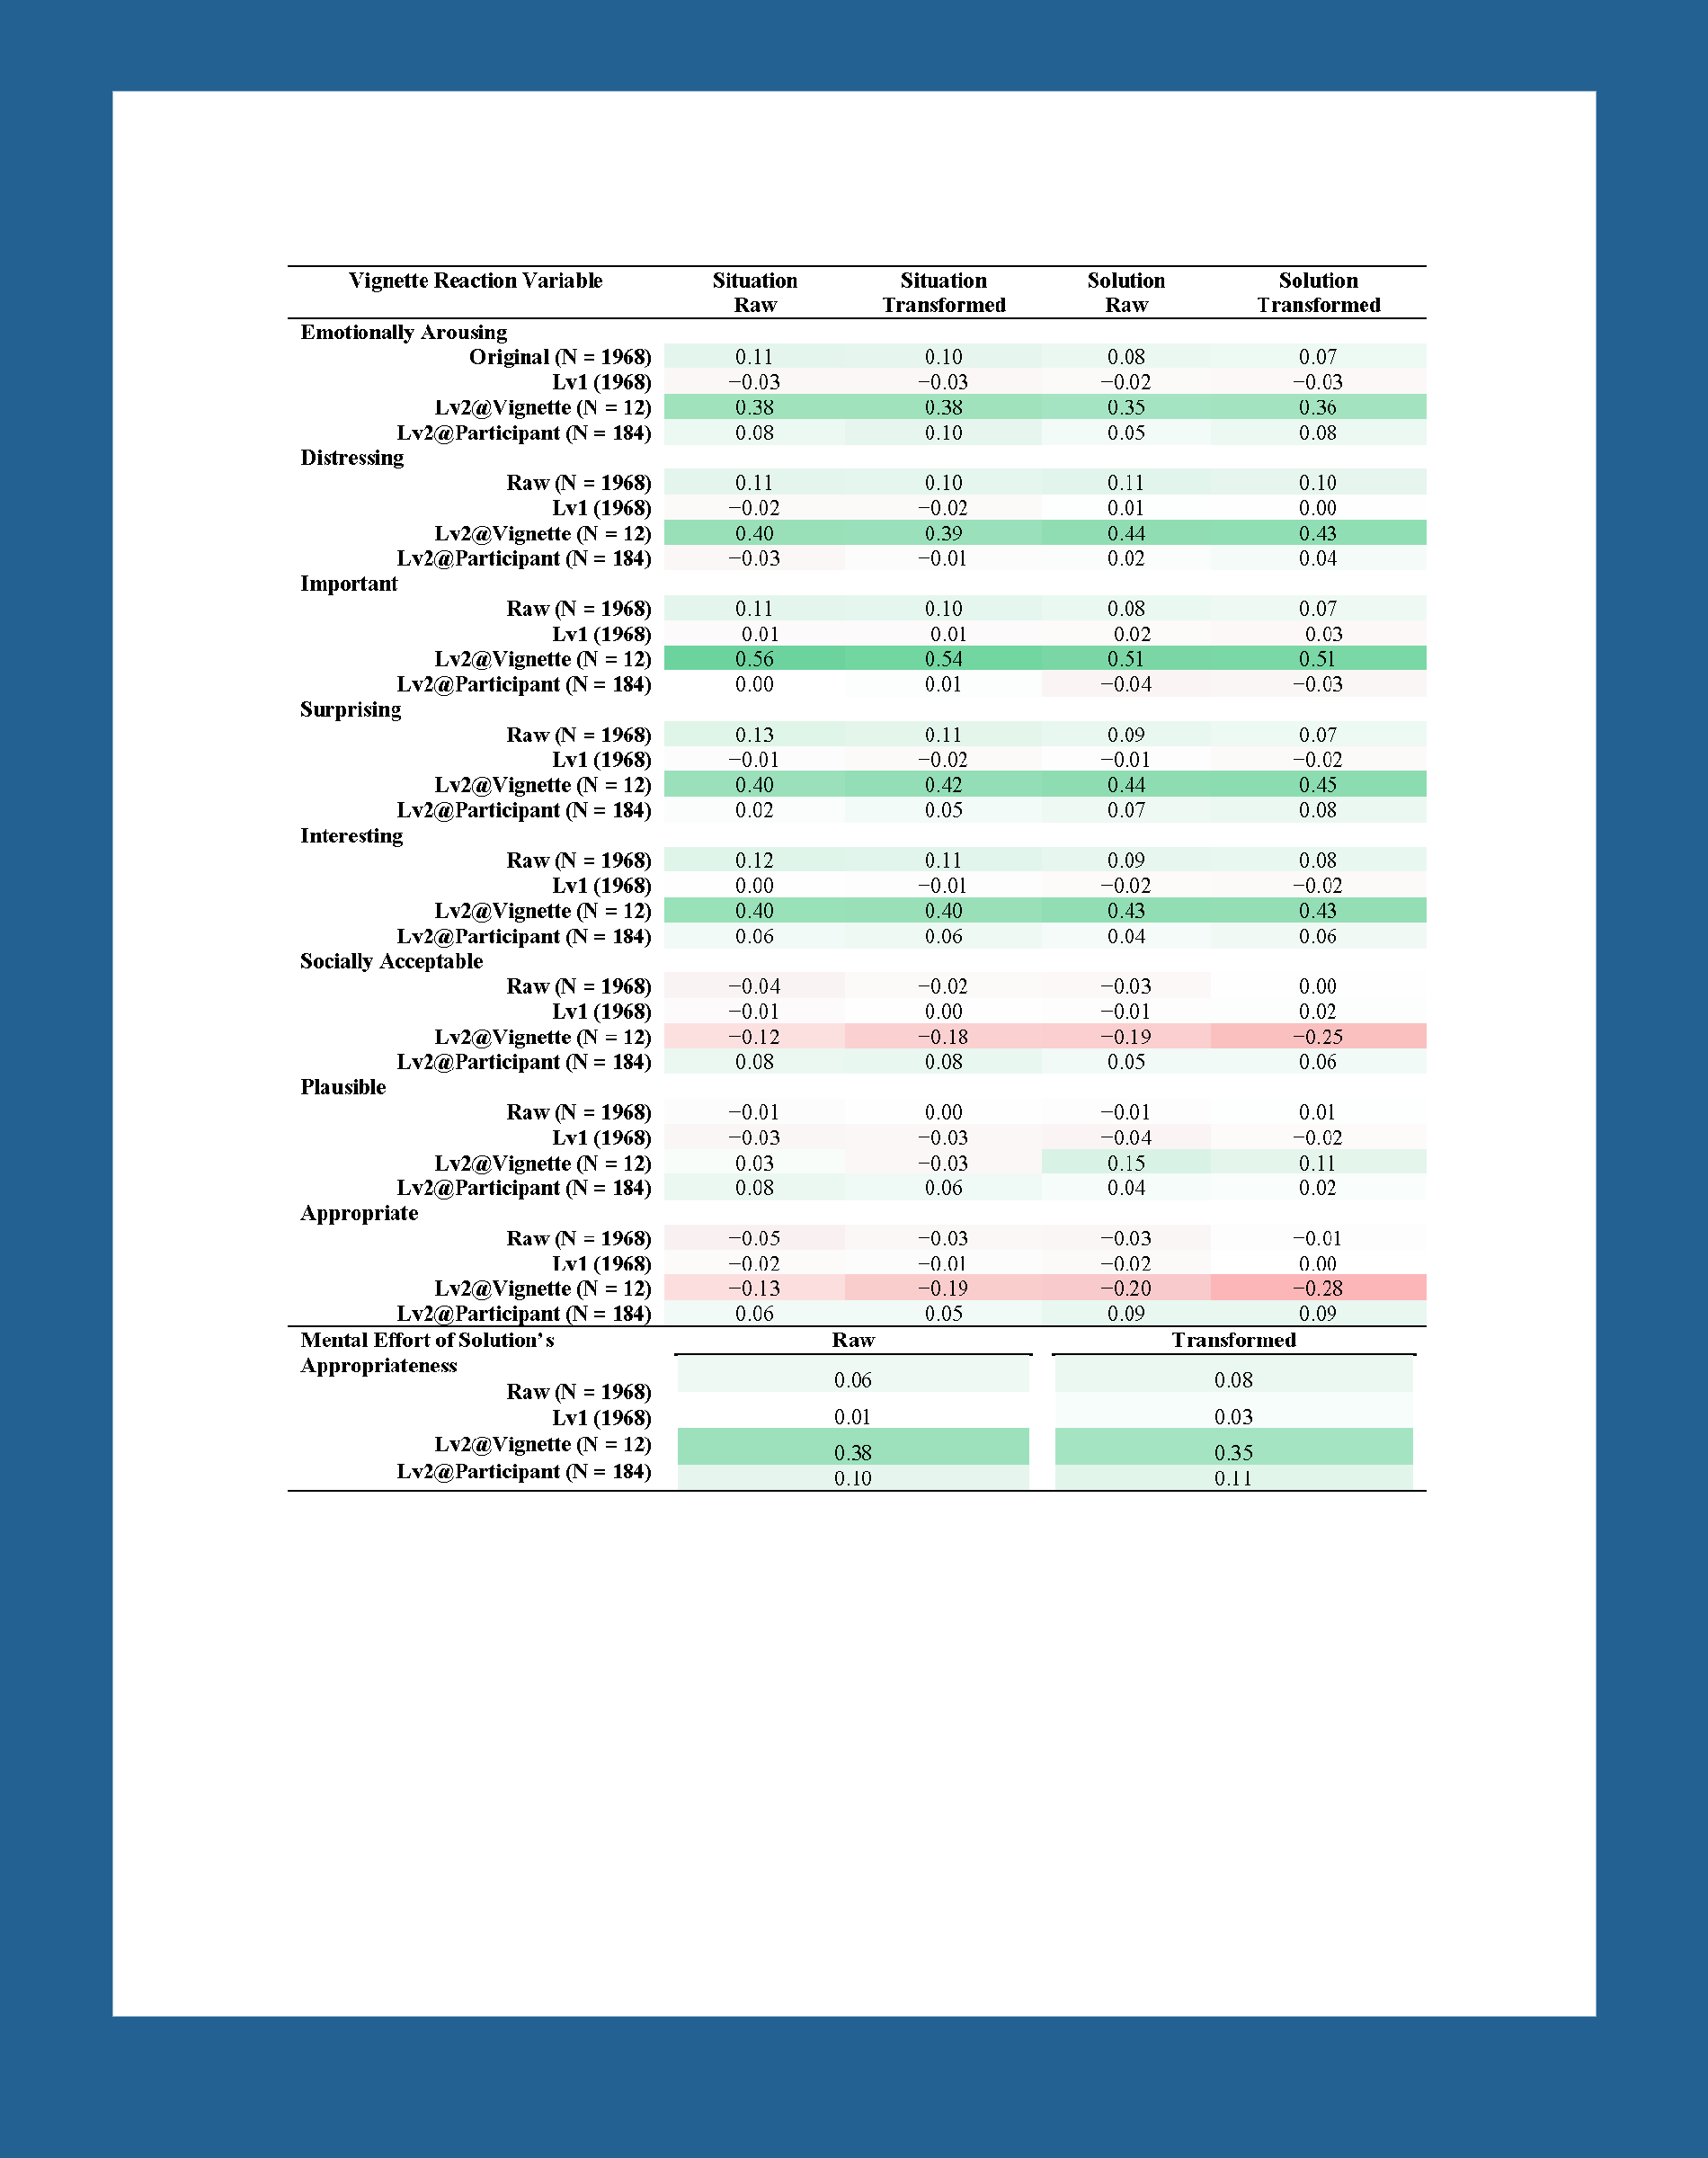 Vignette Reaction Variable Situation Raw Situation Transformed Solution Raw Solution Transformed
Emotionally Arousing
Original (N = 1968) 0.11 0.10 0.08 0.07
Lv1 (1968) −0.03 −0.03 −0.02 −0.03
Lv2@Vignette (N = 12) 0.38 0.38 0.35 0.36
Lv2@Participant (N = 184) 0.08 0.10 0.05 0.08
Distressing
Raw (N = 1968) 0.11 0.10 0.11 0.10
Lv1 (1968) −0.02 −0.02 0.01 0.00
Lv2@Vignette (N = 12) 0.40 0.39 0.44 0.43
Lv2@Participant (N = 184) −0.03 −0.01 0.02 0.04
Important
Raw (N = 1968) 0.11 0.10 0.08 0.07
Lv1 (1968) 0.01 0.01 0.02 0.03
Lv2@Vignette (N = 12) 0.56 0.54 0.51 0.51
Lv2@Participant (N = 184) 0.00 0.01 −0.04 −0.03
Surprising
Raw (N = 1968) 0.13 0.11 0.09 0.07
Lv1 (1968) −0.01 −0.02 −0.01 −0.02
Lv2@Vignette (N = 12) 0.40 0.42 0.44 0.45
Lv2@Participant (N = 184) 0.02 0.05 0.07 0.08
Interesting
Raw (N = 1968) 0.12 0.11 0.09 0.08
Lv1 (1968) 0.00 −0.01 −0.02 −0.02
Lv2@Vignette (N = 12) 0.40 0.40 0.43 0.43
Lv2@Participant (N = 184) 0.06 0.06 0.04 0.06
Socially Acceptable
Raw (N = 1968) −0.04 −0.02 −0.03 0.00
Lv1 (1968) −0.01 0.00 −0.01 0.02
Lv2@Vignette (N = 12) −0.12 −0.18 −0.19 −0.25
Lv2@Participant (N = 184) 0.08 0.08 0.05 0.06
Plausible
Raw (N = 1968) −0.01 0.00 −0.01 0.01
Lv1 (1968) −0.03 −0.03 −0.04 −0.02
Lv2@Vignette (N = 12) 0.03 −0.03 0.15 0.11
Lv2@Participant (N = 184) 0.08 0.06 0.04 0.02
Appropriate
Raw (N = 1968) −0.05 −0.03 −0.03 −0.01
Lv1 (1968) −0.02 −0.01 −0.02 0.00
Lv2@Vignette (N = 12) −0.13 −0.19 −0.20 −0.28
Lv2@Participant (N = 184) 0.06 0.05 0.09 0.09
Mental Effort of Solution's Raw Transformed
Appropriateness
Raw (N = 1968) 0.06 0.08
Lv1 (1968) 0.01 0.03
Lv2@Vignette (N = 12) 0.38 0.35
Lv2@Participant (N = 184) 0.10 0.11